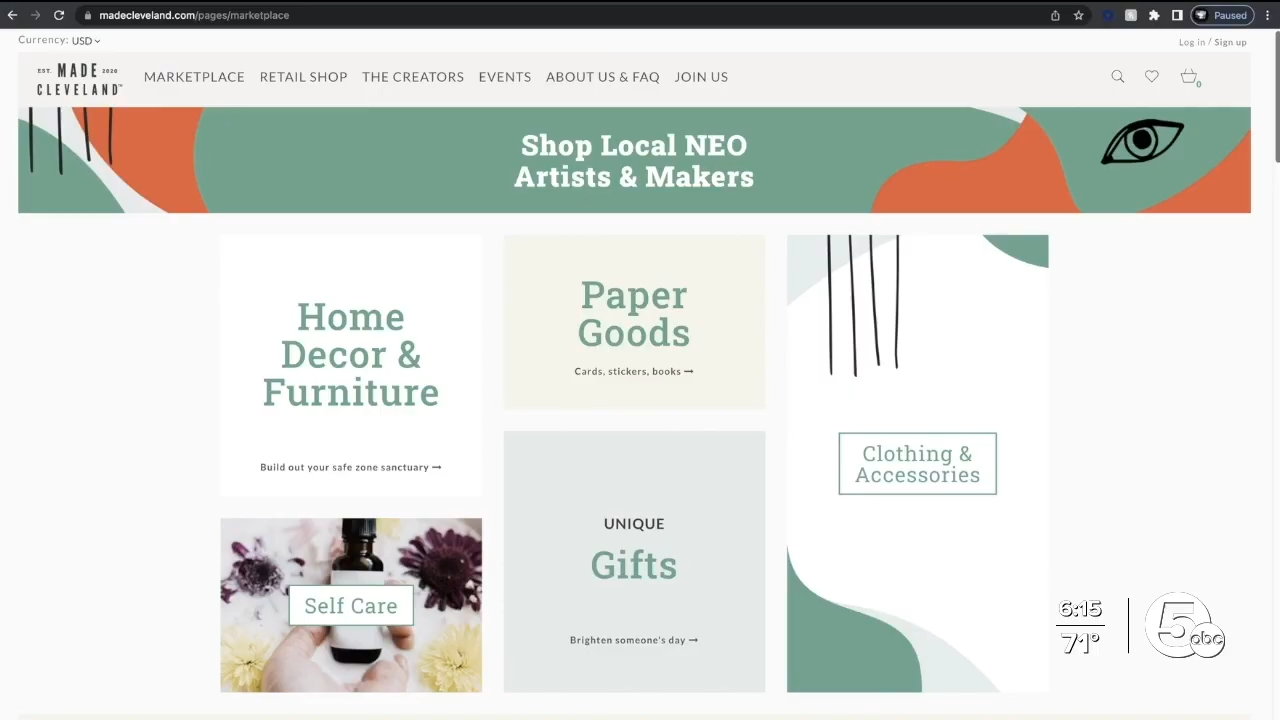 madecleveland.com/pages/marketplace
Paused
Currency: USD
Log in / Sign up
EST. MADE 2020
CLEVELAND™
MARKETPLACE RETAIL SHOP THE CREATORS EVENTS ABOUT US & FAQ JOIN US
0
Shop Local NEO
Artists & Makers
Home
Decor &
Furniture
Build out your safe zone sanctuary →
Paper
Goods
Cards, stickers, books →
Clothing &
Accessories
UNIQUE
Gifts
Brighten someone's day →
Self Care
6:15
71°
5
abc